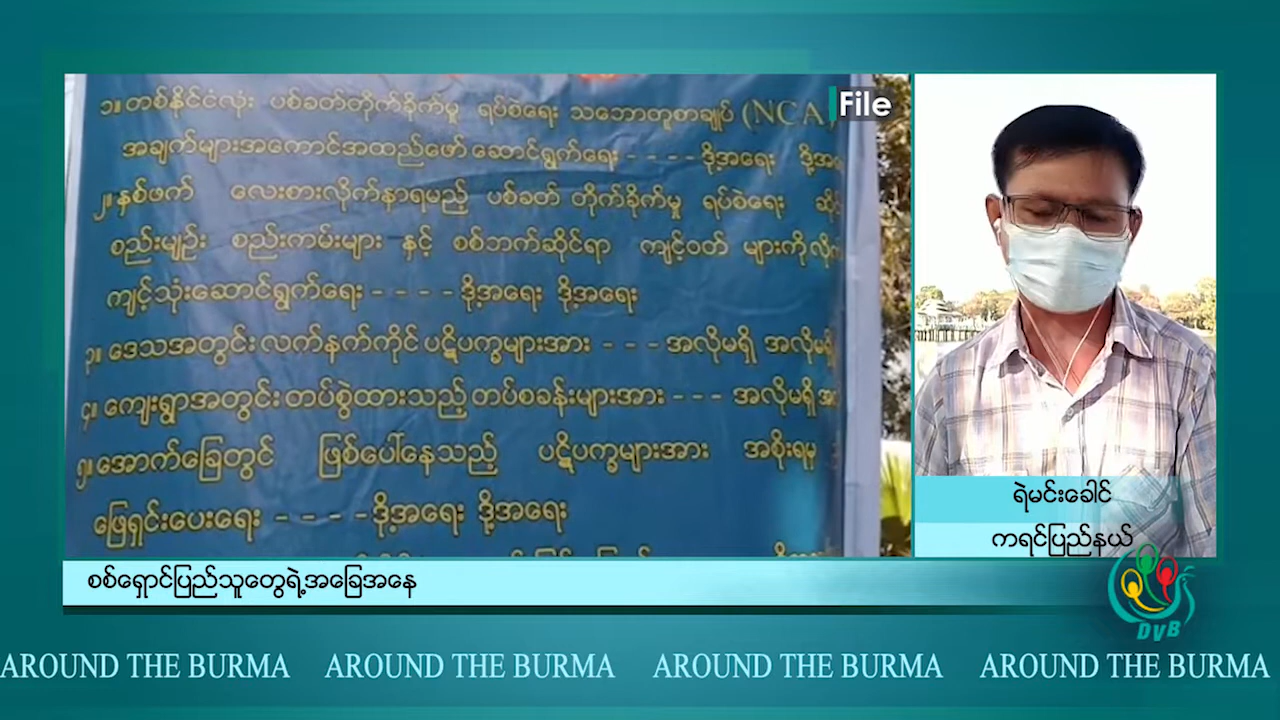 File
၁။ တစ်နိုင်ငံလုံး ပစ်ခတ်တိုက်ခိုက်မှု ရပ်စဲရေး သဘောတူစာချုပ် (NCA)
အချက်များအကောင်အထည်ဖော် ဆောင်ရွက်ရေး - - - - ဒို့အရေး
၂။ နှစ်ဖက် လေးစားလိုက်နာရမည့် ပစ်ခတ် တိုက်ခိုက်မှု ရပ်စဲရေး
စည်းမျဉ်း စည်းကမ်းများ နှင့် စစ်ဘက်ဆိုင်ရာ ကျင့်ဝတ် များကို
ကျင့်သုံးဆောင်ရွက်ရေး - - - - ဒို့အရေး ဒို့အရေး
၃။ ဒေသအတွင်း လက်နက်ကိုင် ပဋိပက္ခများအား - - - အလိုမရှိ
၄။ ကျေးရွာအတွင်း တပ်စွဲထားသည့် တပ်စခန်းများအား - - - အလိုမရှိ
၅။ အောက်ခြေတွင် ဖြစ်ပေါ်နေသည့် ပဋိပက္ခများအား အစိုးရမှ
ဖြေရှင်းပေးရေး - - - - ဒို့အရေး ဒို့အရေး
ရဲမင်းခေါင်
ကရင်ပြည်နယ်
စစ်ရှောင်ပြည်သူတွေရဲ့အခြေအနေ
DVB
AROUND THE BURMA AROUND THE BURMA AROUND THE BURMA AROUND THE BURMA